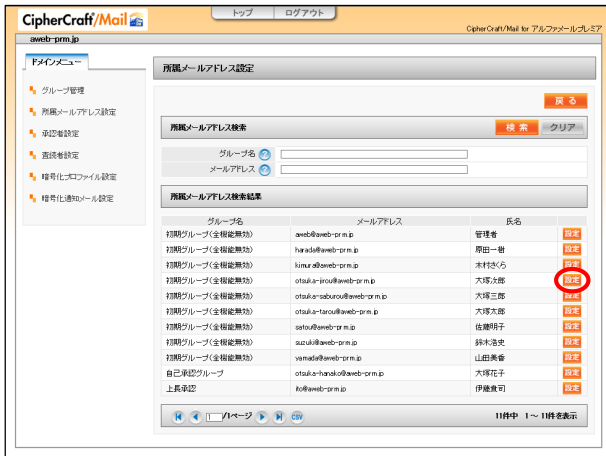 CipherCraft/Mail
トップ ログアウト
CipherCraft/Mail for アルファメールプレミア
aweb-prm.jp
ドメインメニュー
グループ管理
所属メールアドレス設定
承認者設定
査読者設定
暗号化プロファイル設定
暗号化通知メール設定
所属メールアドレス設定
戻る
所属メールアドレス検索 検索 クリア
グループ名 ?
メールアドレス ?
所属メールアドレス検索結果
グループ名 メールアドレス 氏名
初期グループ(全機能無効) aweb@aweb-prm.jp 管理者 設定
初期グループ(全機能無効) harada@aweb-prm.jp 原田一樹 設定
初期グループ(全機能無効) kimura@aweb-prm.jp 木村さくら 設定
初期グループ(全機能無効) otsuka-jirou@aweb-prm.jp 大塚次郎 設定
初期グループ(全機能無効) otsuka-saburou@aweb-prm.jp 大塚三郎 設定
初期グループ(全機能無効) otsuka-tarou@aweb-prm.jp 大塚太郎 設定
初期グループ(全機能無効) satou@aweb-prm.jp 佐藤明子 設定
初期グループ(全機能無効) suzuki@aweb-prm.jp 鈴木浩史 設定
初期グループ(全機能無効) yamada@aweb-prm.jp 山田美香 設定
自己承認グループ otsuka-hanako@aweb-prm.jp 大塚花子 設定
上長承認 ito@aweb-prm.jp 伊藤貴司 設定
1 /1ページ CSV 11件中 1 ～ 11件を表示